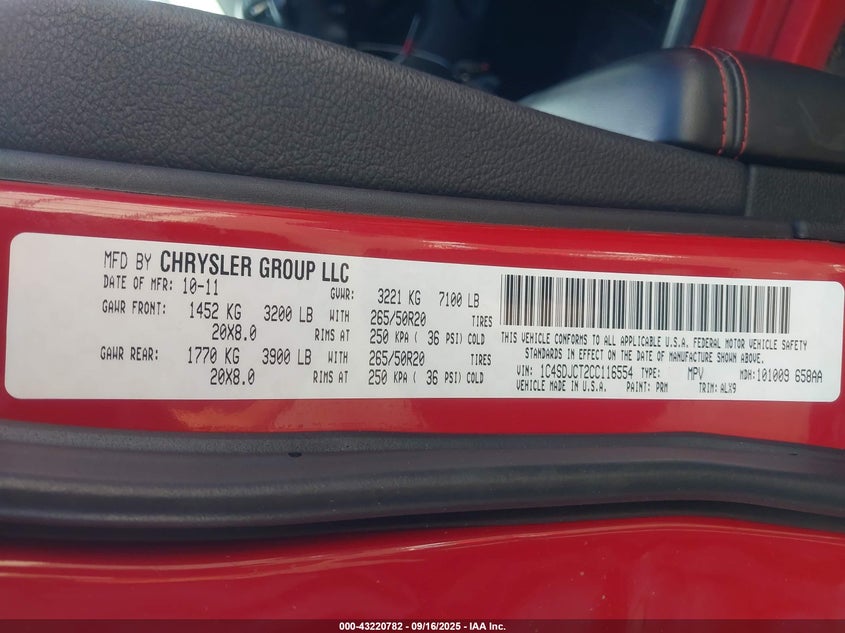 MFD BY CHRYSLER GROUP LLC
DATE OF MFR: 10-11 GVWR: 3221 KG 7100 LB
GAWR FRONT: 1452 KG 3200 LB WITH 265/50R20 TIRES
20X8.0 RIMS AT 250 KPA ( 36 PSI) COLD
GAWR REAR: 1770 KG 3900 LB WITH 265/50R20 TIRES
20X8.0 RIMS AT 250 KPA ( 36 PSI) COLD
THIS VEHICLE CONFORMS TO ALL APPLICABLE U.S.A. FEDERAL MOTOR VEHICLE SAFETY
STANDARDS IN EFFECT ON THE DATE OF MANUFACTURE SHOWN ABOVE.
VIN: 1C4SDJCT2CC116554 TYPE: MPV MDH:101009 658AA
VEHICLE MADE IN U.S.A. PAINT: PRM TRIM: ALX9
000-43220782 - 09/16/2025 - IAA Inc.